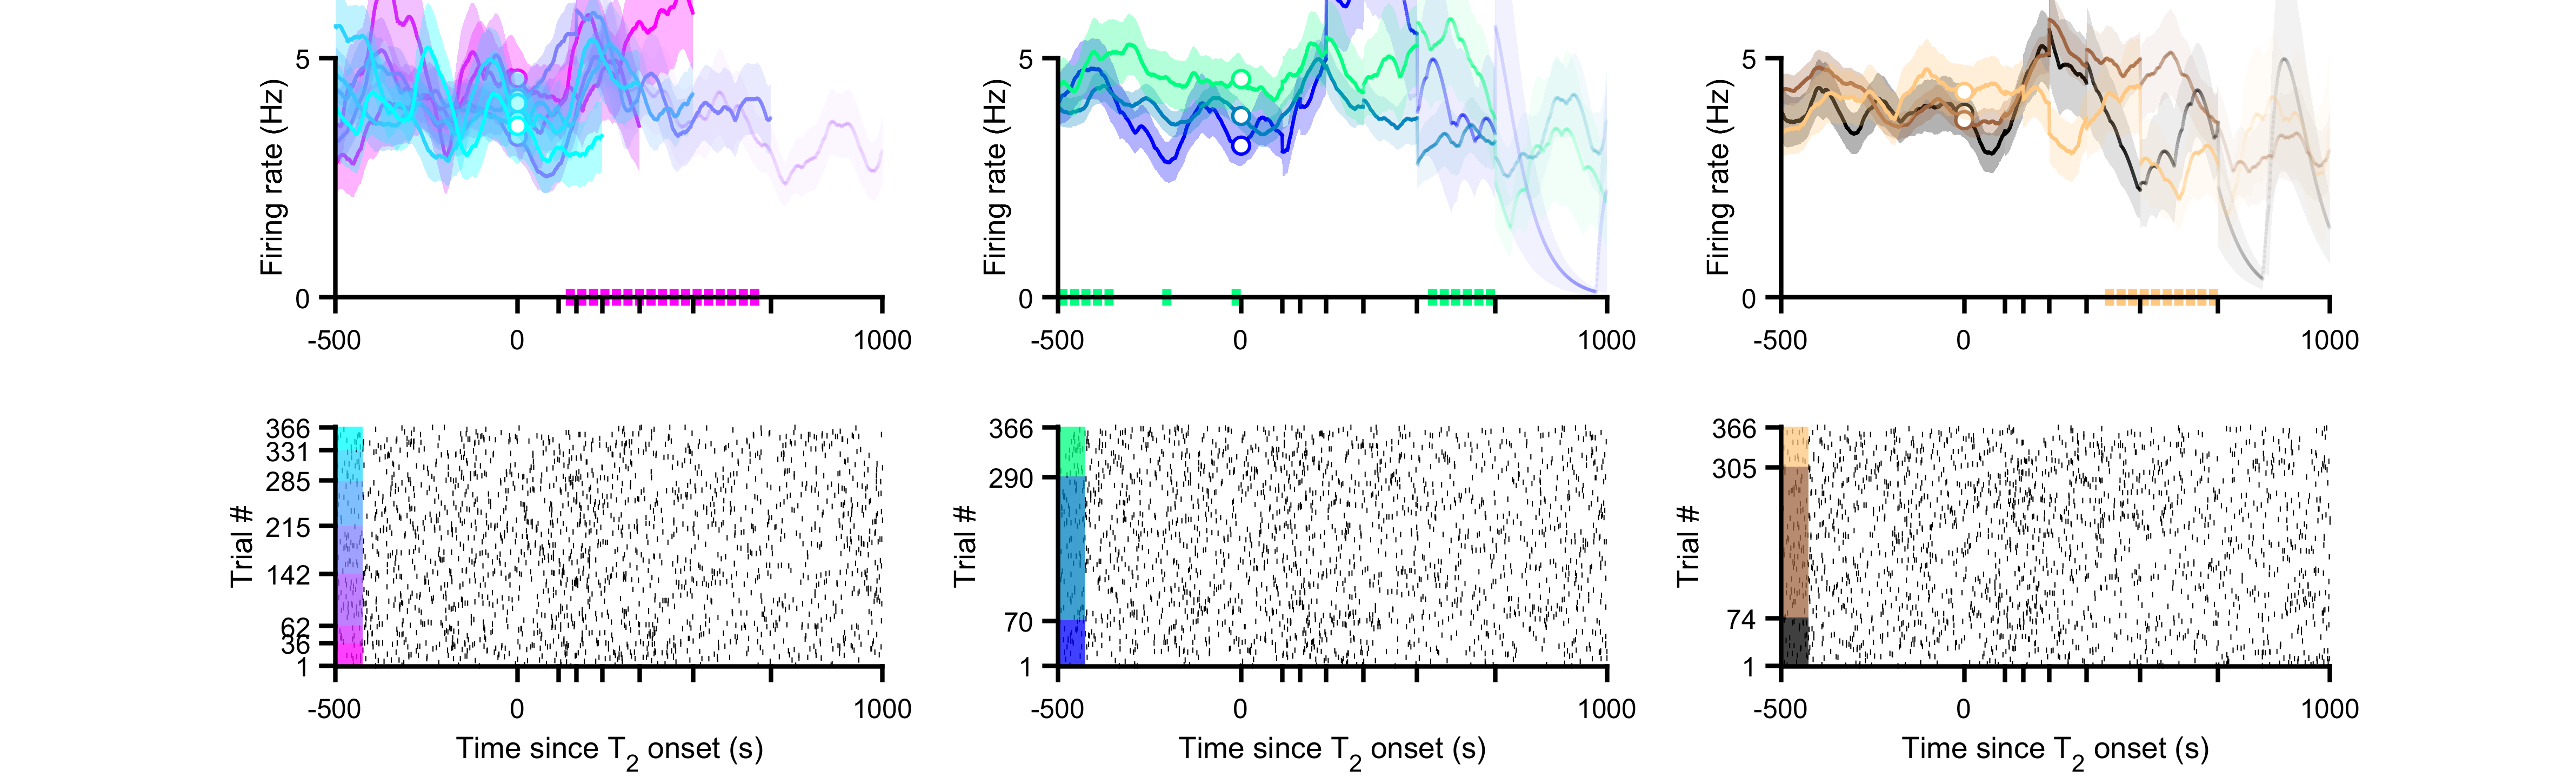 5 5 5
Firing rate (Hz) Firing rate (Hz) Firing rate (Hz)
0 0 0
-500 0 1000 -500 0 1000 -500 0 1000
366 366 366
331 290 305
285
215
142
62 70 74
36
1 1 1
Trial # Trial # Trial #
-500 0 1000 -500 0 1000 -500 0 1000
Time since T2 onset (s) Time since T2 onset (s) Time since T2 onset (s)